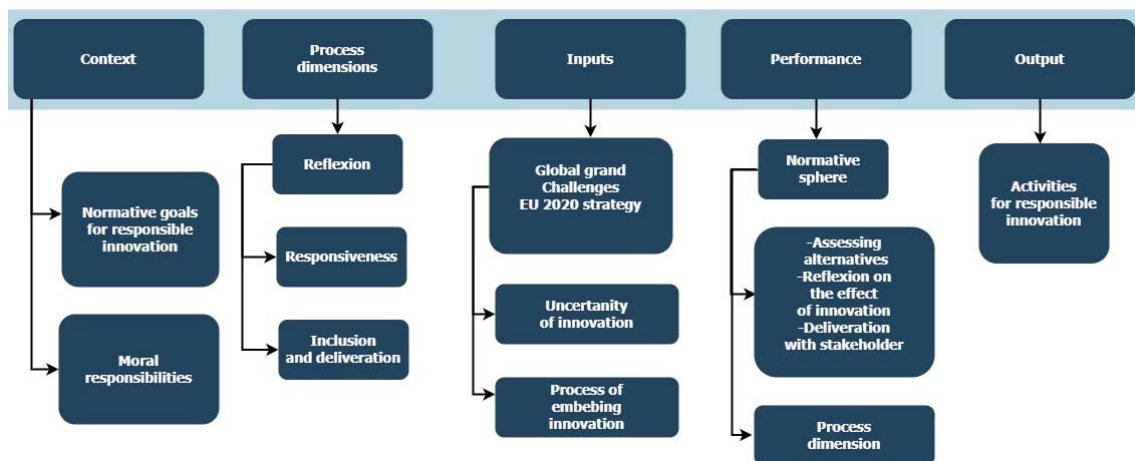 Context
Process
dimensions
Inputs
Performance
Output
Normative goals
for responsible
innovation
Moral
responsibilities
Reflexion
Responsiveness
Inclusion
and deliveration
Global grand
Challenges
EU 2020 strategy
Uncertanity
of innovation
Process of
embebing
innovation
Normative
sphere
-Assessing
alternatives
-Reflexion on
the effect
of innovation
-Deliveration
with stakeholder
Process
dimension
Activities
for responsible
innovation